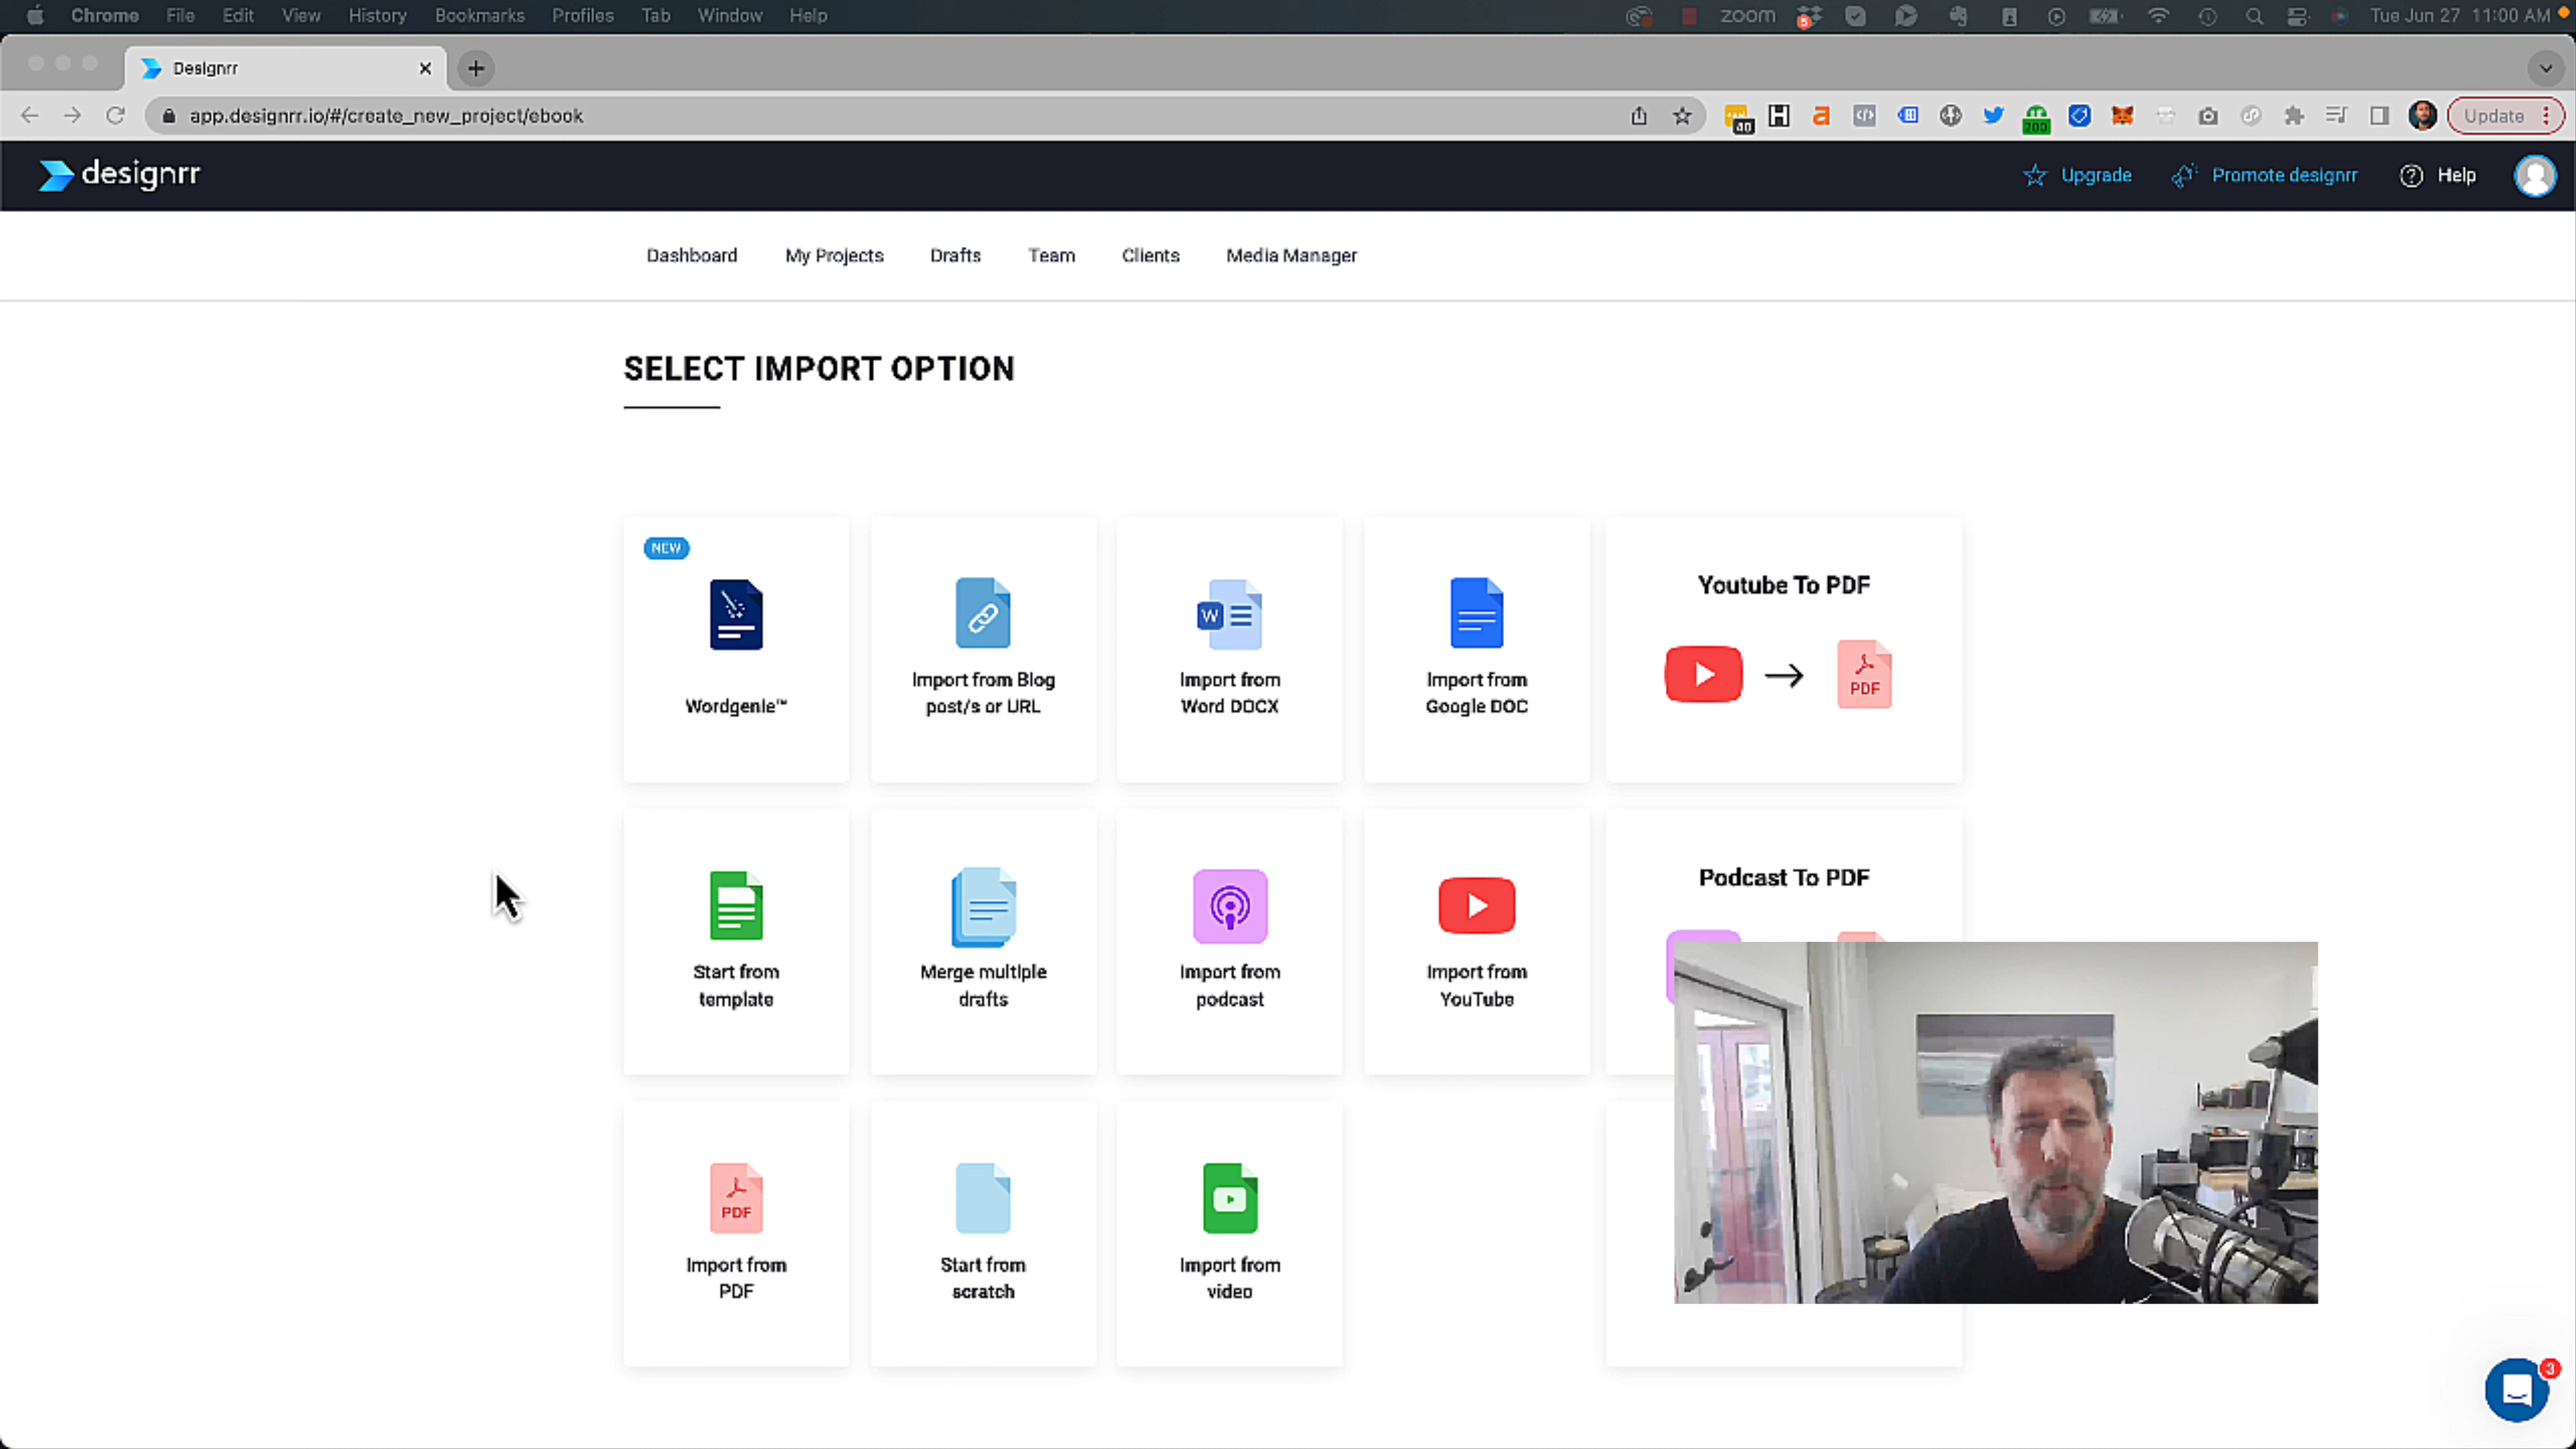 Chrome File Edit View History Bookmarks Profiles Tab Window Help zoom 5 Tue Jun 27 11:00 AM
Designrr
app.designrr.io/#/create_new_project/ebook
Update
designrr
Upgrade
Promote designrr
Help
Dashboard My Projects Drafts Team Clients Media Manager
SELECT IMPORT OPTION
NEW
Wordgenie™
Import from Blog
post/s or URL
W
Import from
Word DOCX
Import from
Google DOC
Youtube To PDF
PDF
Start from
template
Merge multiple
drafts
Import from
podcast
Import from
YouTube
Podcast To PDF
PDF
Import from
PDF
Start from
scratch
Import from
video
3